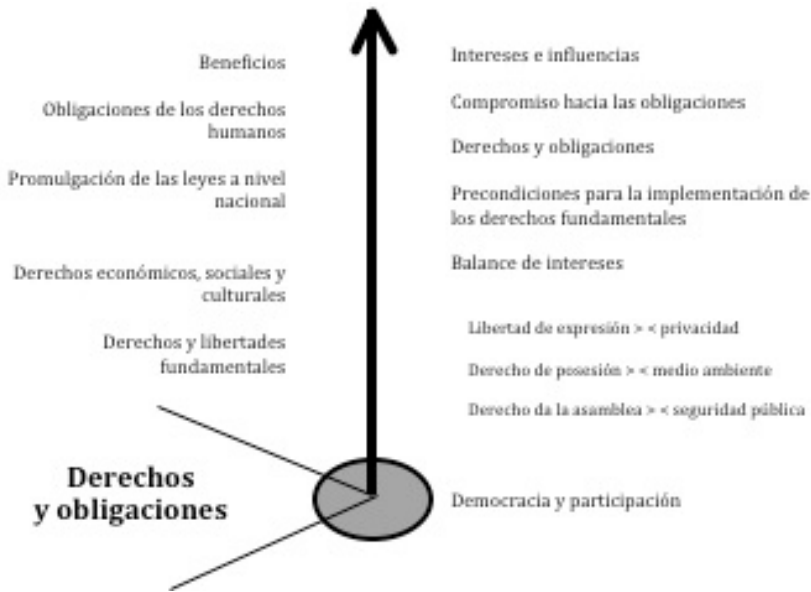 Beneficios
Obligaciones de los derechos
humanos
Promulgación de las leyes a nivel
nacional
Derechos económicos, sociales y
culturales
Derechos y libertades
fundamentales
Derechos
y obligaciones
Intereses e influencias
Compromiso hacia las obligaciones
Derechos y obligaciones
Precondiciones para la implementación de
los derechos fundamentales
Balance de intereses
Libertad de expresión > < privacidad
Derecho de posesión > < medio ambiente
Derecho da la asamblea > < seguridad pública
Democracia y participación